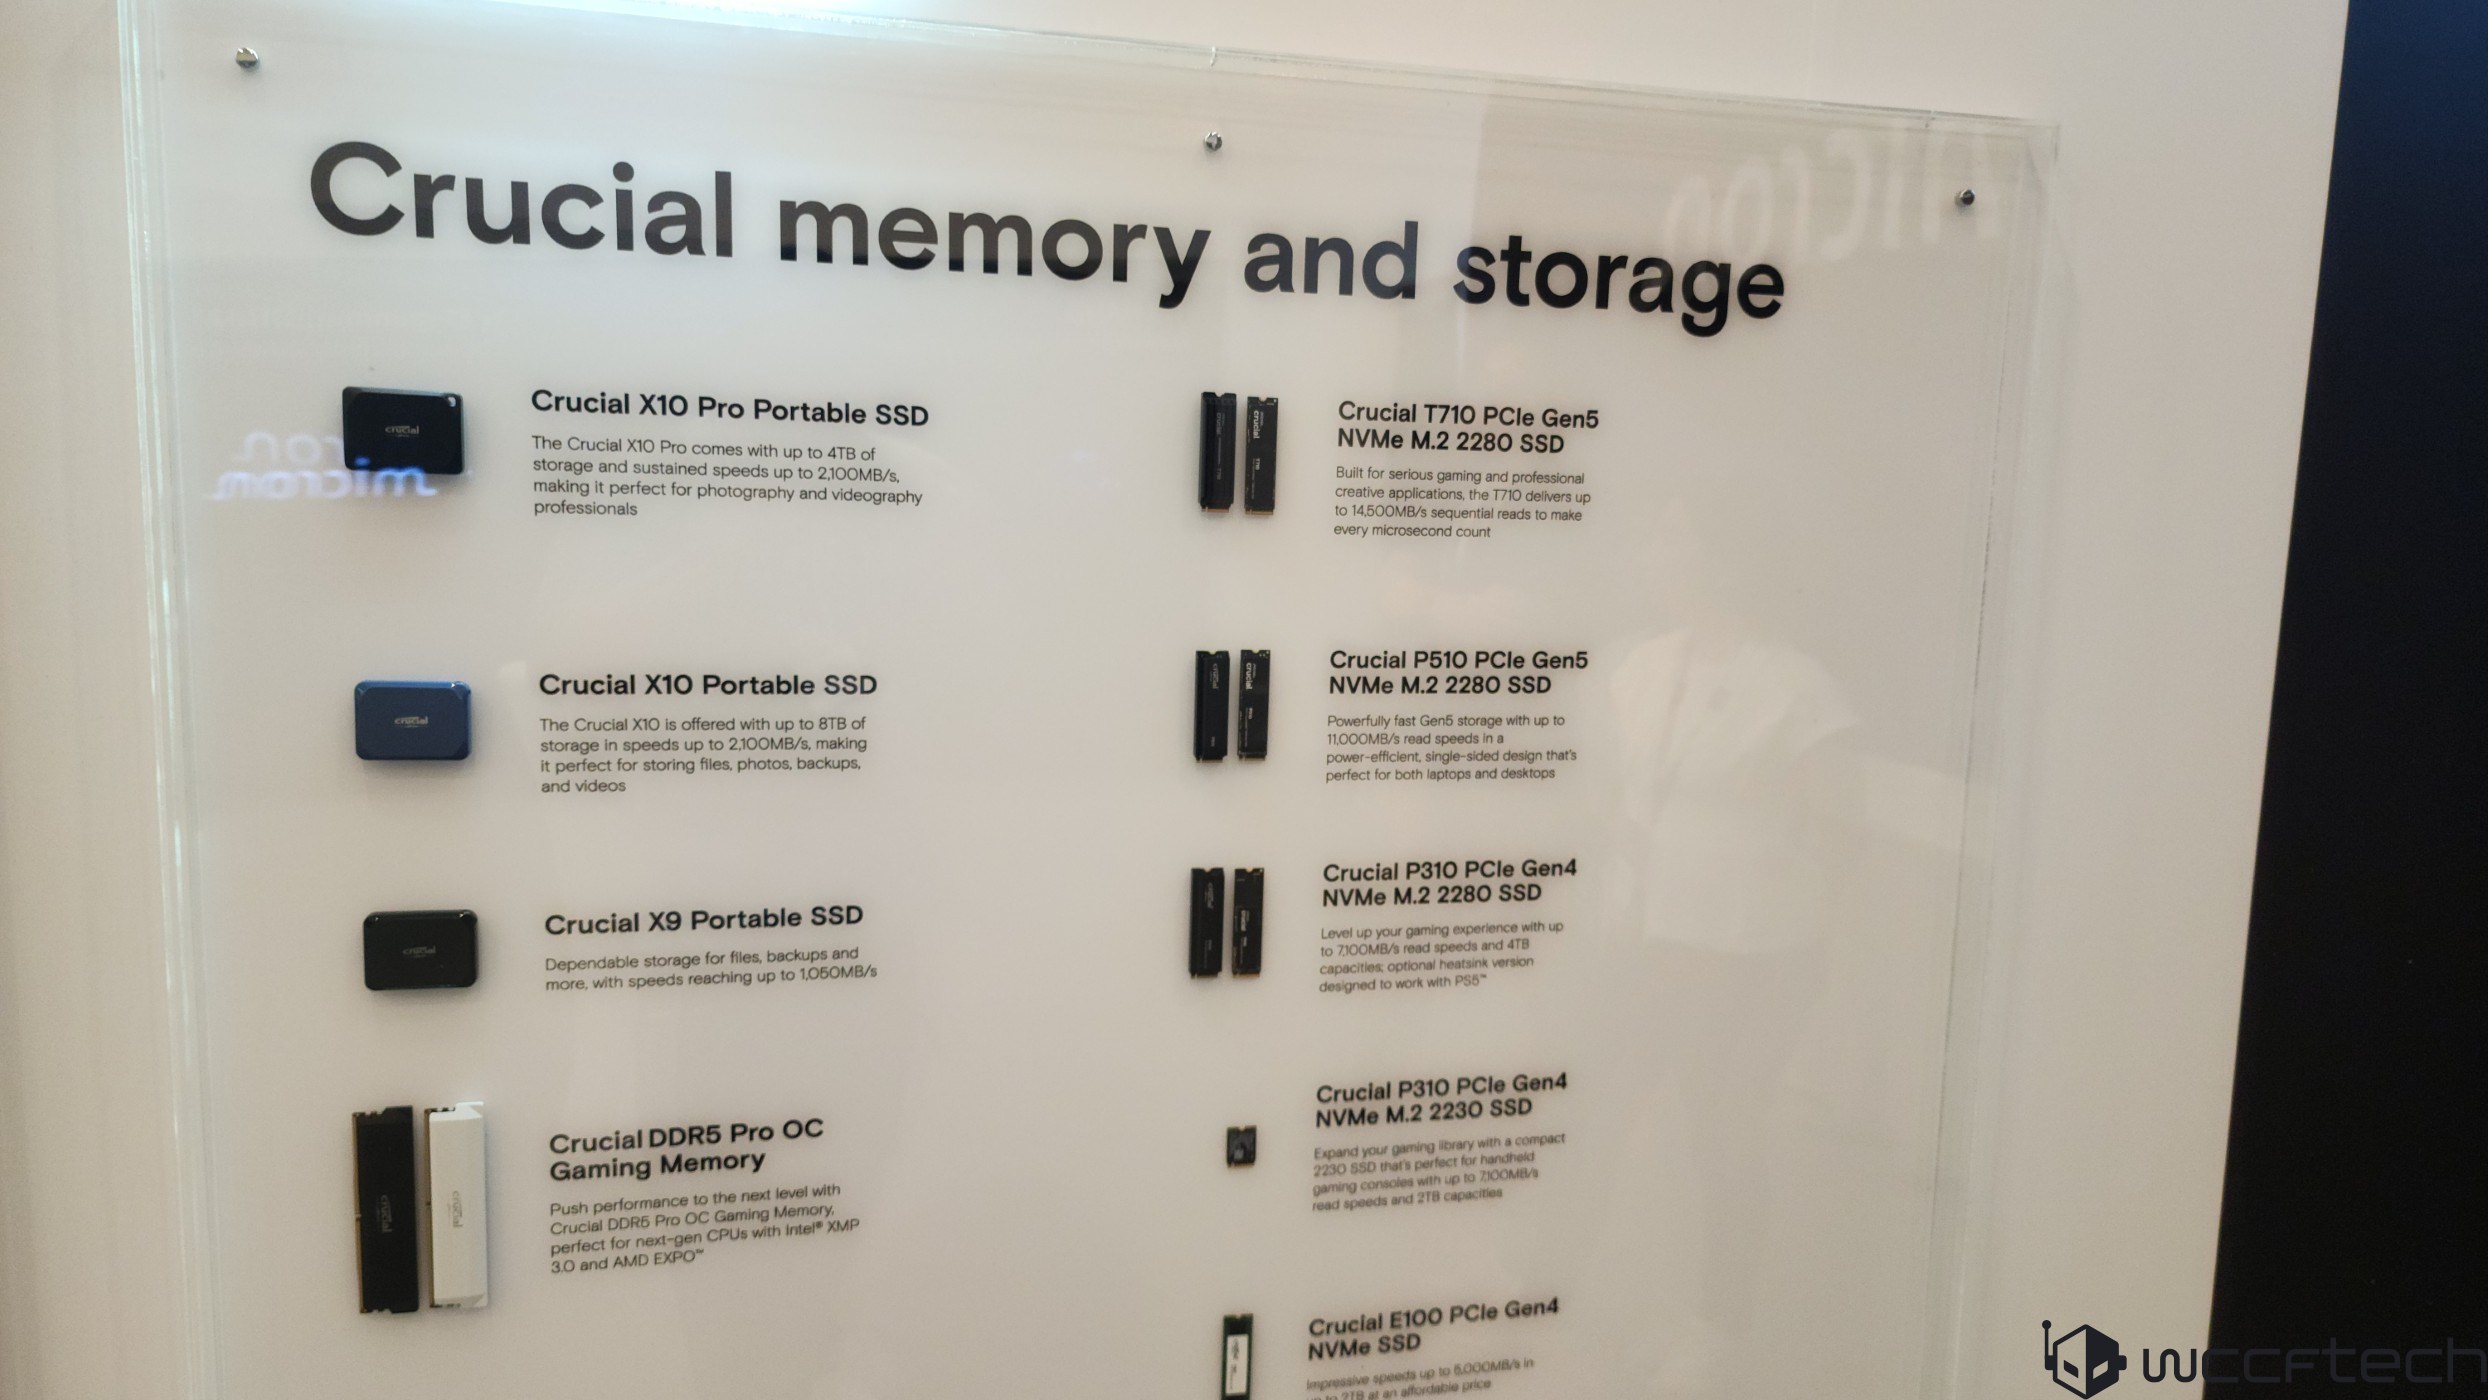 Crucial memory and storage
Crucial X10 Pro Portable SSD
The Crucial X10 Pro comes with up to 4TB of
storage and sustained speeds up to 2,100MB/s,
making it perfect for photography and videography
professionals
Crucial X10 Portable SSD
The Crucial X10 is offered with up to 8TB of
storage in speeds up to 2,100MB/s, making
it perfect for storing files, photos, backups,
and videos
Crucial X9 Portable SSD
Dependable storage for files, backups and
more, with speeds reaching up to 1,050MB/s
Crucial DDR5 Pro OC
Gaming Memory
Push performance to the next level with
Crucial DDR5 Pro OC Gaming Memory,
perfect for next-gen CPUs with Intel® XMP
3.0 and AMD EXPO™
Crucial T710 PCIe Gen5
NVMe M.2 2280 SSD
Built for serious gaming and professional
creative applications, the T710 delivers up
to 14,500MB/s sequential reads to make
every microsecond count
Crucial P510 PCIe Gen5
NVMe M.2 2280 SSD
Powerfully fast Gen5 storage with up to
11,000MB/s read speeds in a
power-efficient, single-sided design that's
perfect for both laptops and desktops
Crucial P310 PCIe Gen4
NVMe M.2 2280 SSD
Level up your gaming experience with up
to 7,100MB/s read speeds and 4TB
capacities; optional heatsink version
designed to work with PS5™
Crucial P310 PCIe Gen4
NVMe M.2 2230 SSD
Expand your gaming library with a compact
2230 SSD that's perfect for handheld
gaming consoles with up to 7,100MB/s
read speeds and 2TB capacities
Crucial E100 PCIe Gen4
NVMe SSD
Impressive speeds up to 5,000MB/s in
up to 2TB at an affordable price
crucial
crucial
crucial
crucial
crucial
crucial
crucial
micron
micron
wccftech